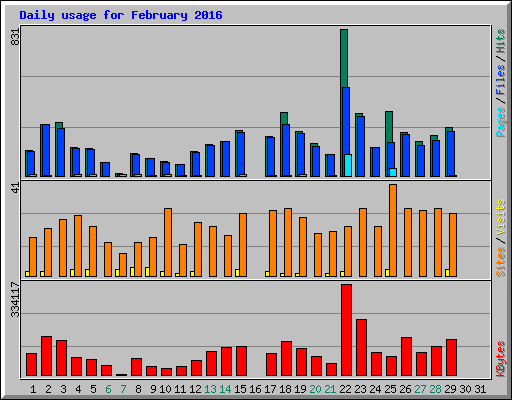 Daily usage for February 2016
831
Pages / Files / Hits
41
Sites / Visits
334117
KBytes
1 2 3 4 5 6 7 8 9 10 11 12 13 14 15 16 17 18 19 20 21 22 23 24 25 26 27 28 29 30 31